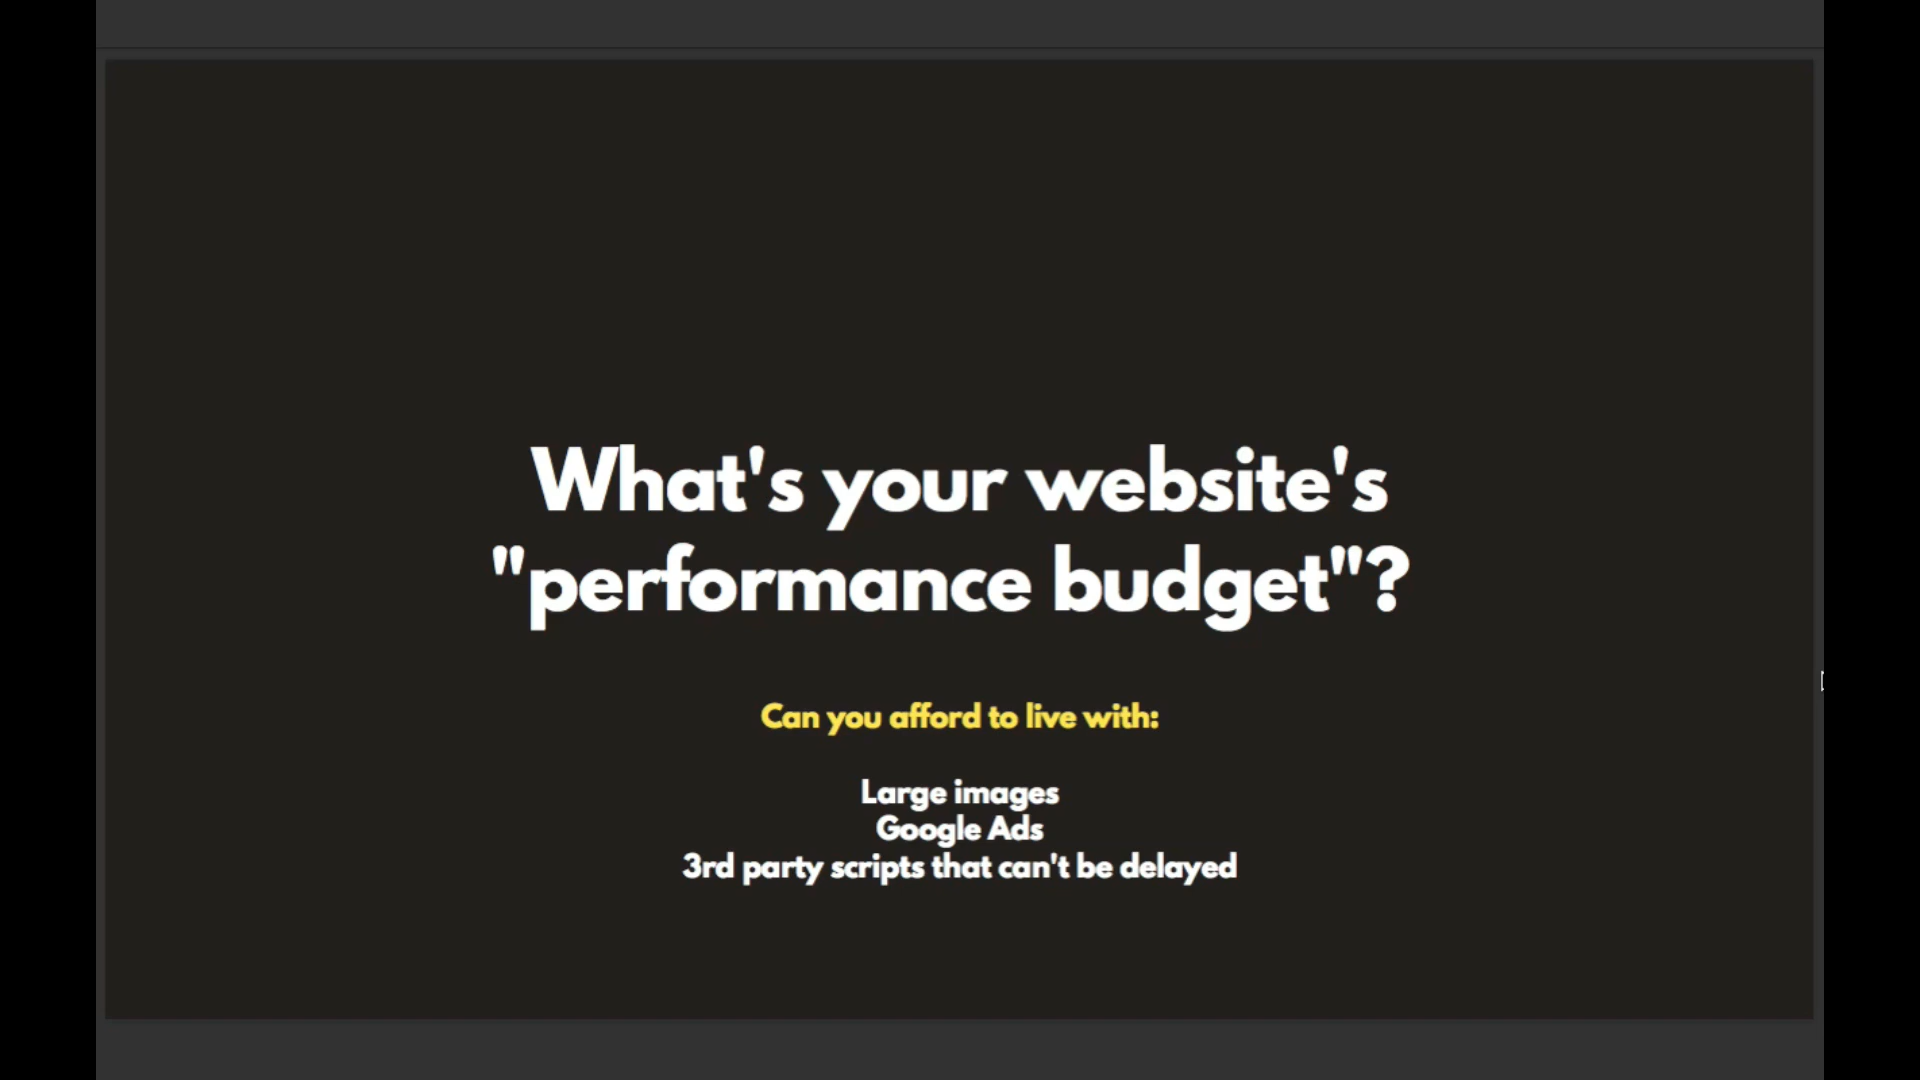 What's your website's
"performance budget"?
Can you afford to live with:
Large images
Google Ads
3rd party scripts that can't be delayed